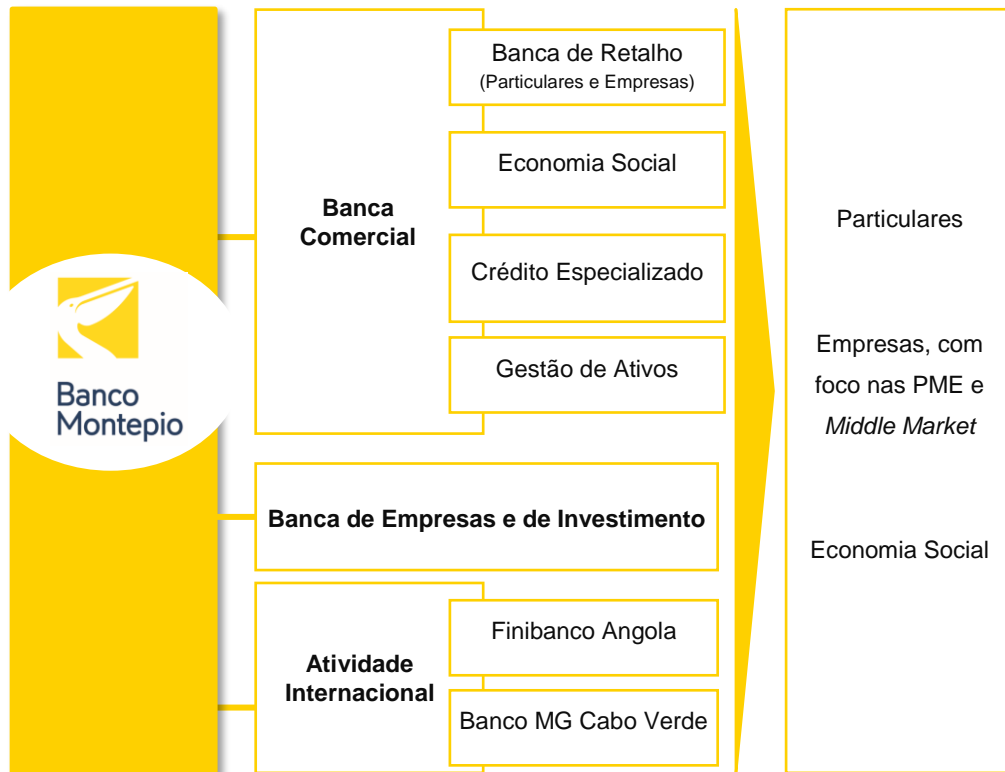 Banco
Montepio
Banca
Comercial
Banca de Retalho
(Particulares e Empresas)
Economia Social
Crédito Especializado
Gestão de Ativos
Banca de Empresas e de Investimento
Atividade
Internacional
Finibanco Angola
Banco MG Cabo Verde
Particulares
Empresas, com
foco nas PME e
Middle Market
Economia Social